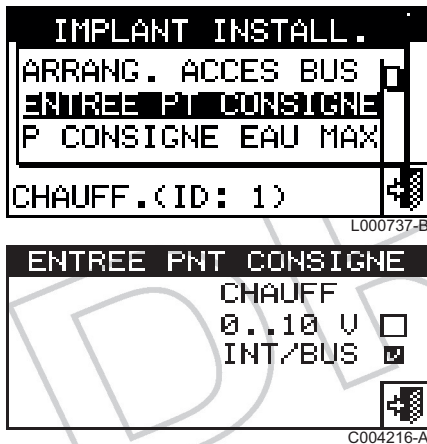 IMPLANT INSTALL.
ARRANG. ACCES BUS
ENTREE PT CONSIGNE
P CONSIGNE EAU MAX
CHAUFF.(ID: 1)
L000737-B
ENTREE PNT CONSIGNE
CHAUFF
0..10 V
INT/BUS
C004216-A